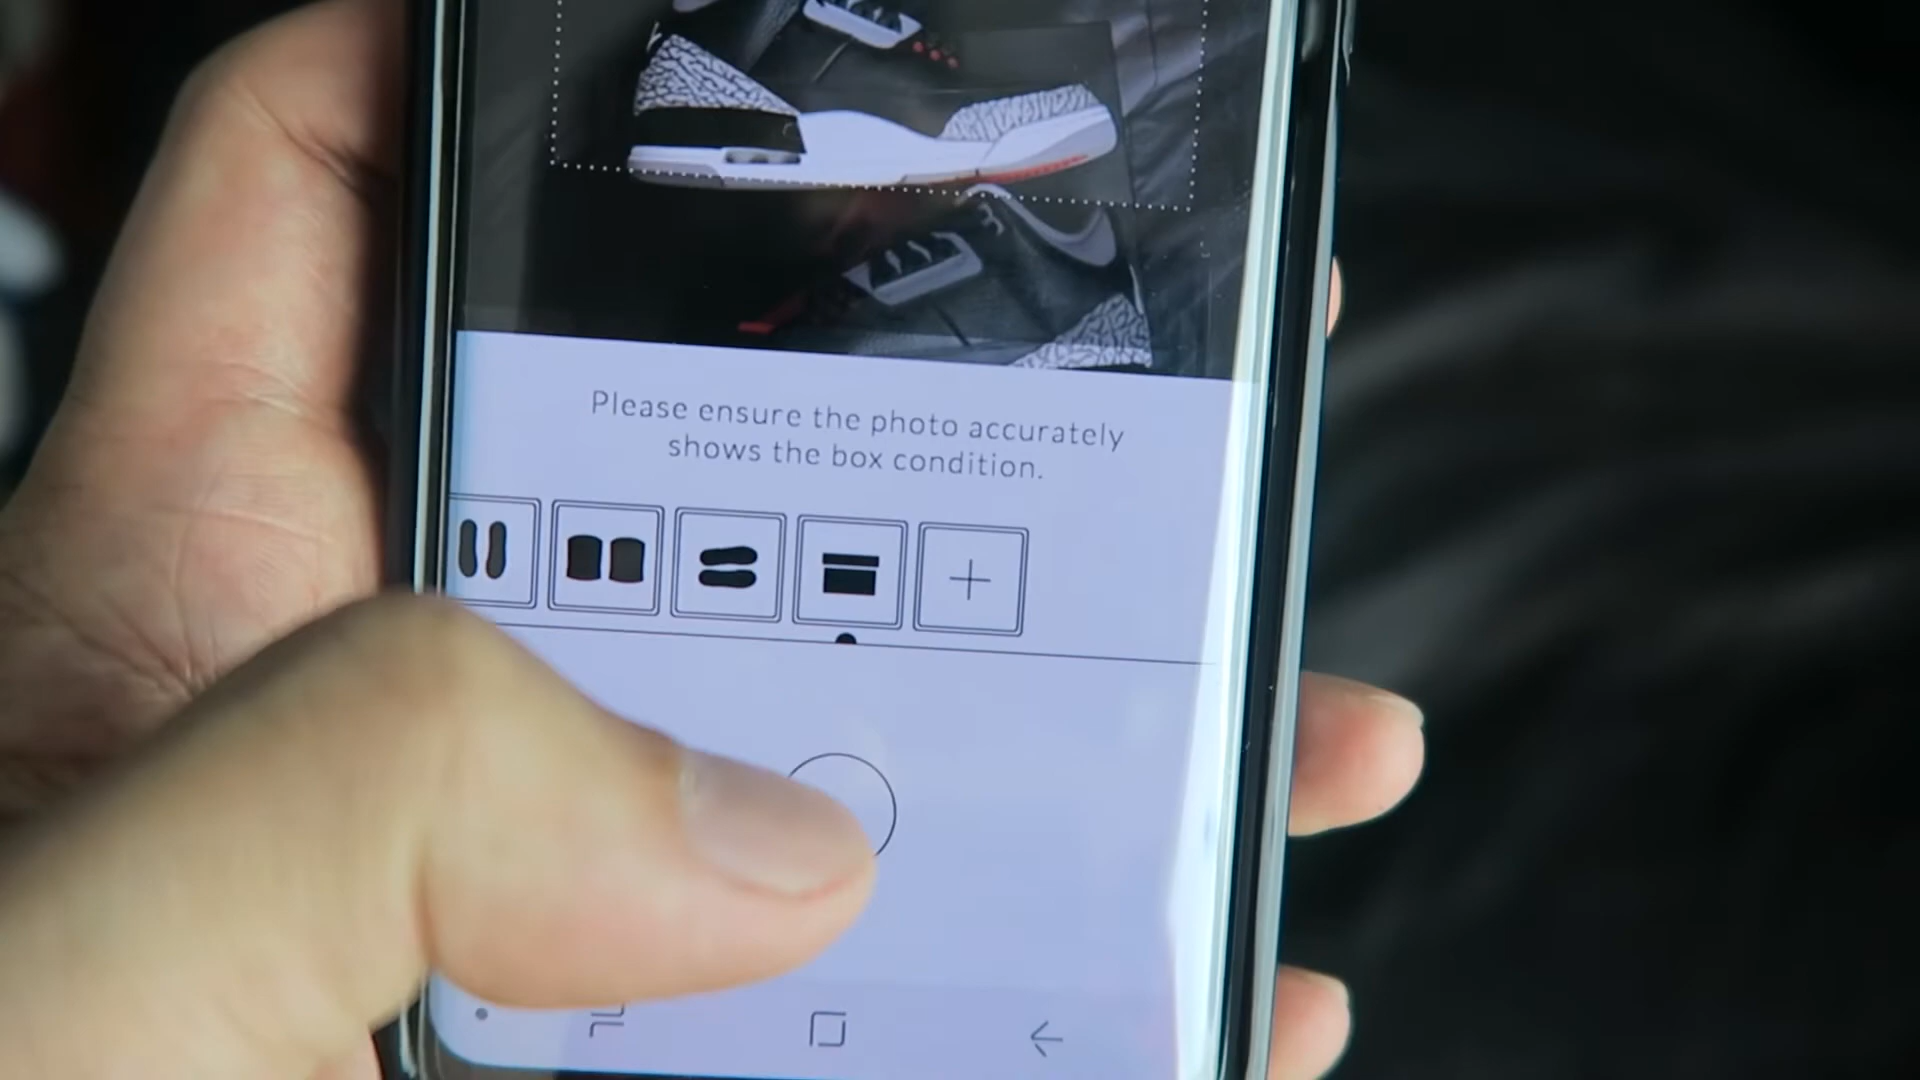 Please ensure the photo accurately
shows the box condition.